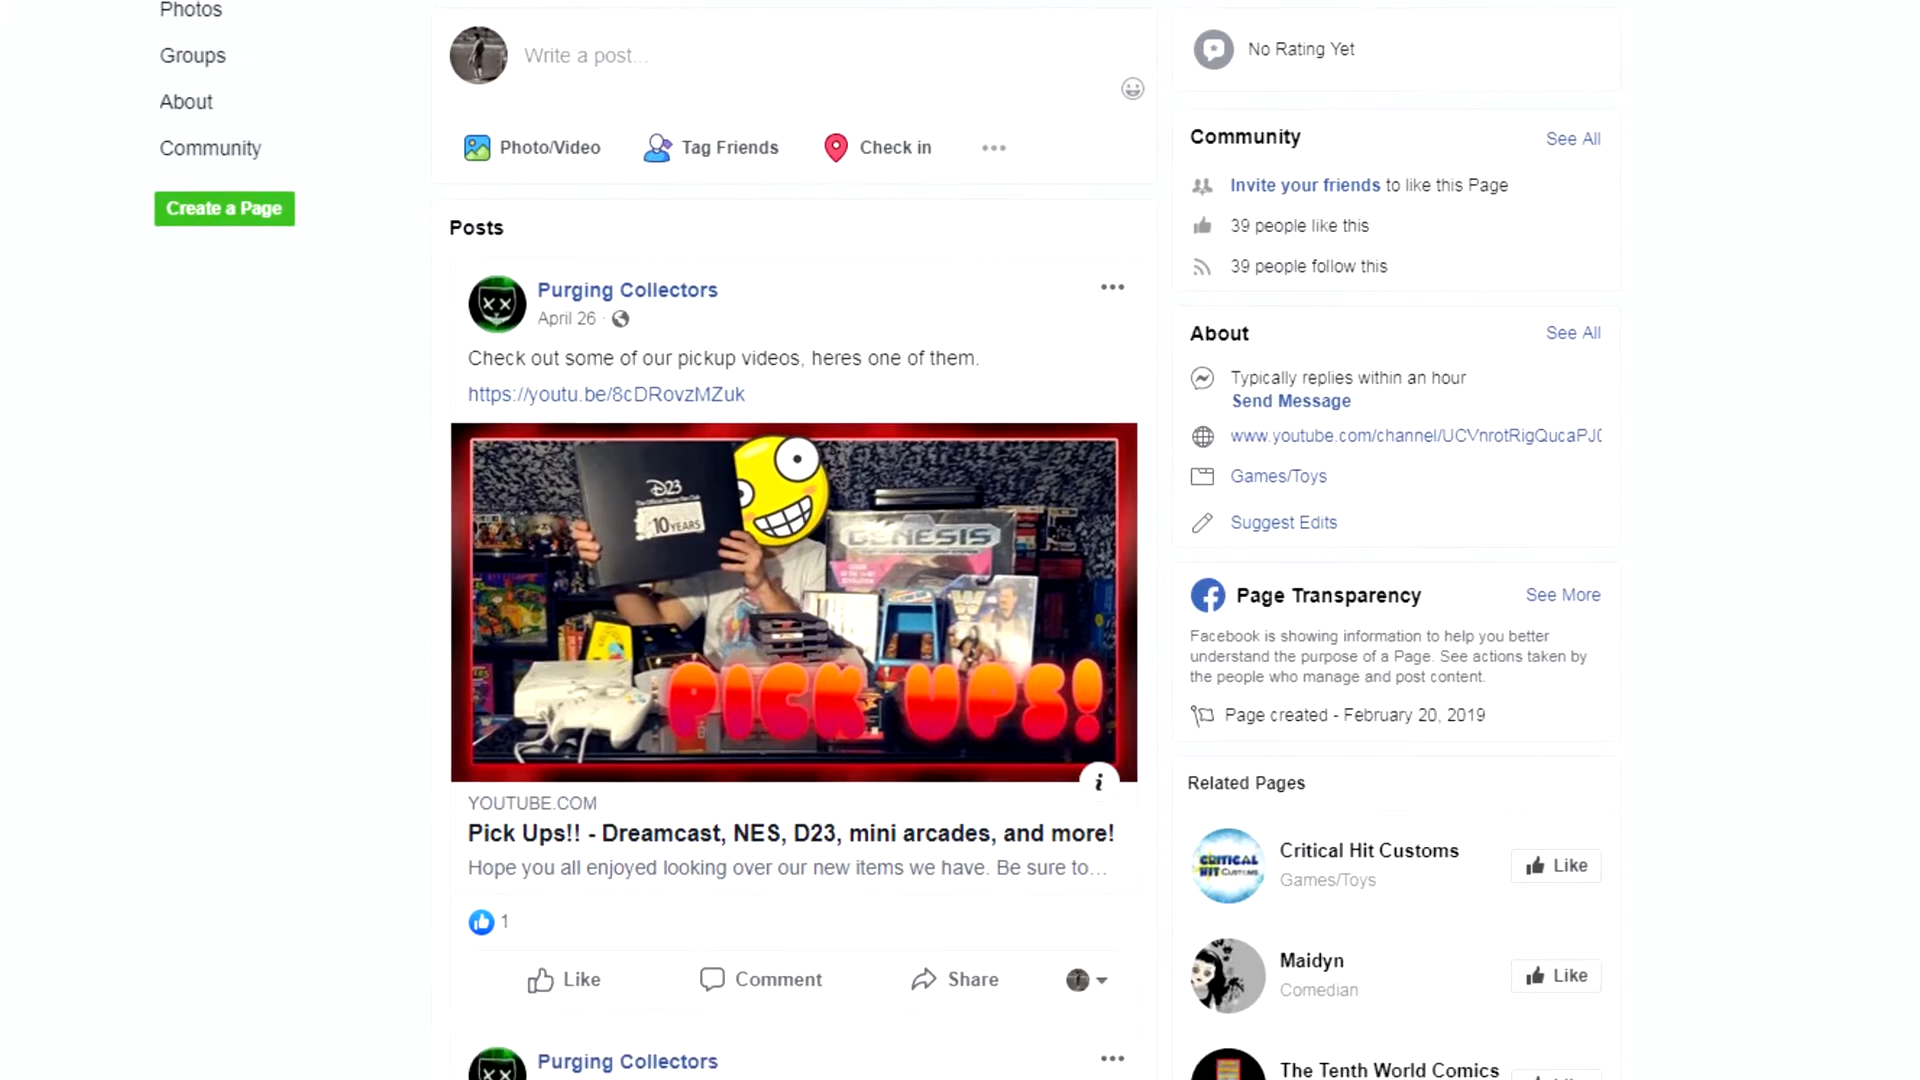 Photos
Groups
About
Community
Create a Page
Write a post...
Photo/Video
Tag Friends
Check in
Posts
Purging Collectors
April 26 ·
Check out some of our pickup videos, heres one of them.
https://youtu.be/8cDRovzMZuk
D23
The Official Disney Fan Club
10 YEARS
GENESIS
PICK UPS!
YOUTUBE.COM
Pick Ups!! - Dreamcast, NES, D23, mini arcades, and more!
Hope you all enjoyed looking over our new items we have. Be sure to...
1
Like
Comment
Share
Purging Collectors
No Rating Yet
Community
See All
Invite your friends to like this Page
39 people like this
39 people follow this
About
See All
Typically replies within an hour
Send Message
www.youtube.com/channel/UCVnrotRigQucaPJ
Games/Toys
Suggest Edits
Page Transparency
See More
Facebook is showing information to help you better
understand the purpose of a Page. See actions taken by
the people who manage and post content.
Page created - February 20, 2019
Related Pages
CRITICAL
HIT CUSTOMS
Critical Hit Customs
Games/Toys
Like
Maidyn
Comedian
Like
The Tenth World Comics